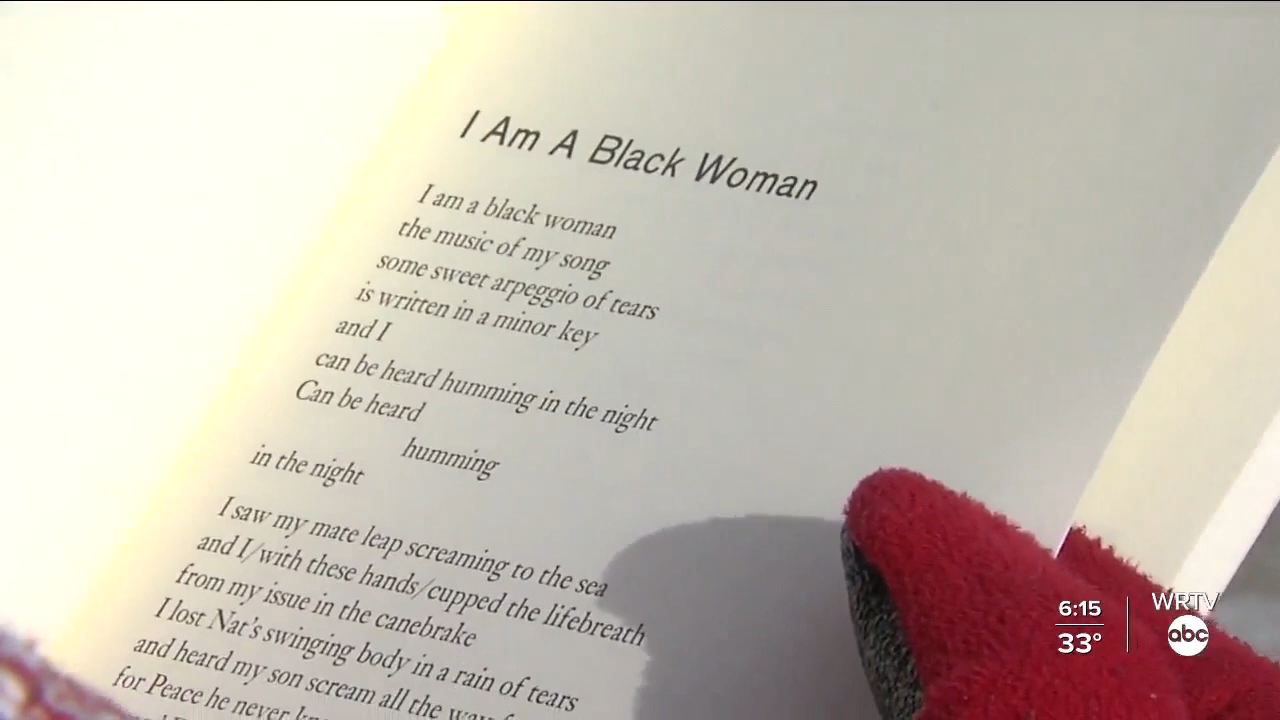 I Am A Black Woman
I am a black woman
the music of my song
some sweet arpeggio of tears
is written in a minor key
and I
can be heard humming in the night
Can be heard
humming
in the night
I saw my mate leap screaming to the sea
and I/with these hands/cupped the lifebreath
from my issue in the canebrake
I lost Nat's swinging body in a rain of tears
and heard my son scream all the way
for Peace he never
6:15
33°
WRTV
abc